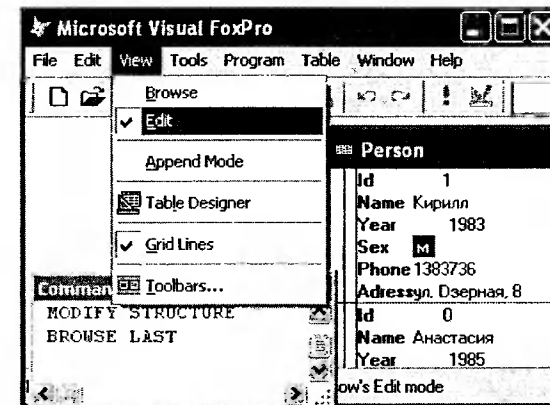 Microsoft Visual FoxPro
File Edit View Tools Program Table Window Help
Browse
Edit
Append Mode
Table Designer
Grid Lines
Toolbars...
Comman
MODIFY STRUCTURE
BROWSE LAST
Person
Id 1
Name Кирилл
Year 1983
Sex м
Phone 1383736
Adressул. Озерная, 8
Id 0
Name Анастасия
Year 1985
ow's Edit mode